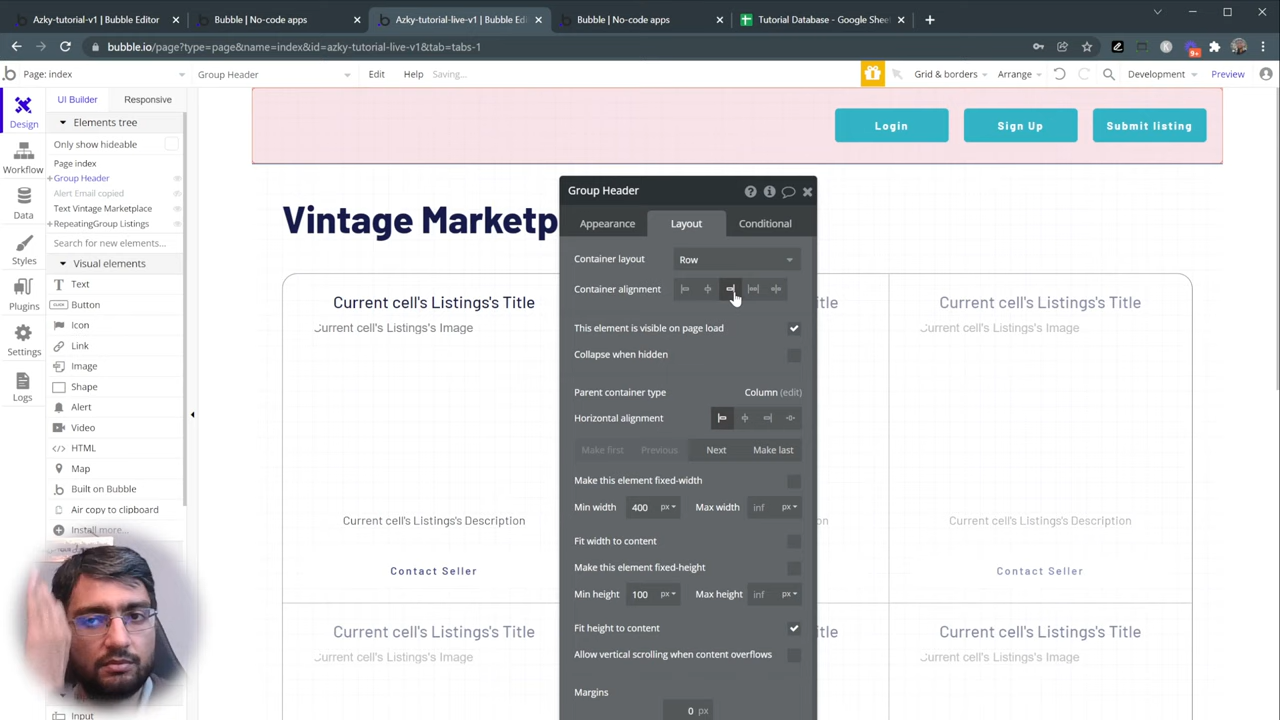 Azky-tutorial-v1 | Bubble Editor
Bubble | No-code apps
Azky-tutorial-live-v1 | Bubble Edi
Bubble | No-code apps
Tutorial Database - Google Sheet
bubble.io/page?type=page&name=index&id=azky-tutorial-live-v1&tab=tabs-1
9+
Page: index
Group Header
Edit
Help
Saving...
Grid & borders
Arrange
Development
Preview
Design
Workflow
Data
Styles
Plugins
Settings
Logs
UI Builder
Responsive
Elements tree
Only show hideable
Page index
Group Header
Alert Email copied
Text Vintage Marketplace
RepeatingGroup Listings
Search for new elements...
Visual elements
Text
CLICK
Button
Icon
Link
Image
Shape
Alert
Video
HTML
Map
Built on Bubble
Air copy to clipboard
Install more...
Input
Login
Sign Up
Submit listing
Vintage Marketp
Current cell's Listings's Title
Current cell's Listings's Image
Current cell's Listings's Description
Contact Seller
Current cell's Listings's Title
Current cell's Listings's Image
Group Header
Appearance
Layout
Conditional
Container layout
Row
Container alignment
This element is visible on page load
Collapse when hidden
Parent container type
Column (edit)
Horizontal alignment
Make first
Previous
Next
Make last
Make this element fixed-width
Min width
400
px
Max width
inf
px
Fit width to content
Make this element fixed-height
Min height
100
px
Max height
inf
px
Fit height to content
Allow vertical scrolling when content overflows
Margins
0 px
Title
Image
cription
Title
Image
Current cell's Listings's Title
Current cell's Listings's Image
Current cell's Listings's Description
Contact Seller
Current cell's Listings's Title
Current cell's Listings's Image